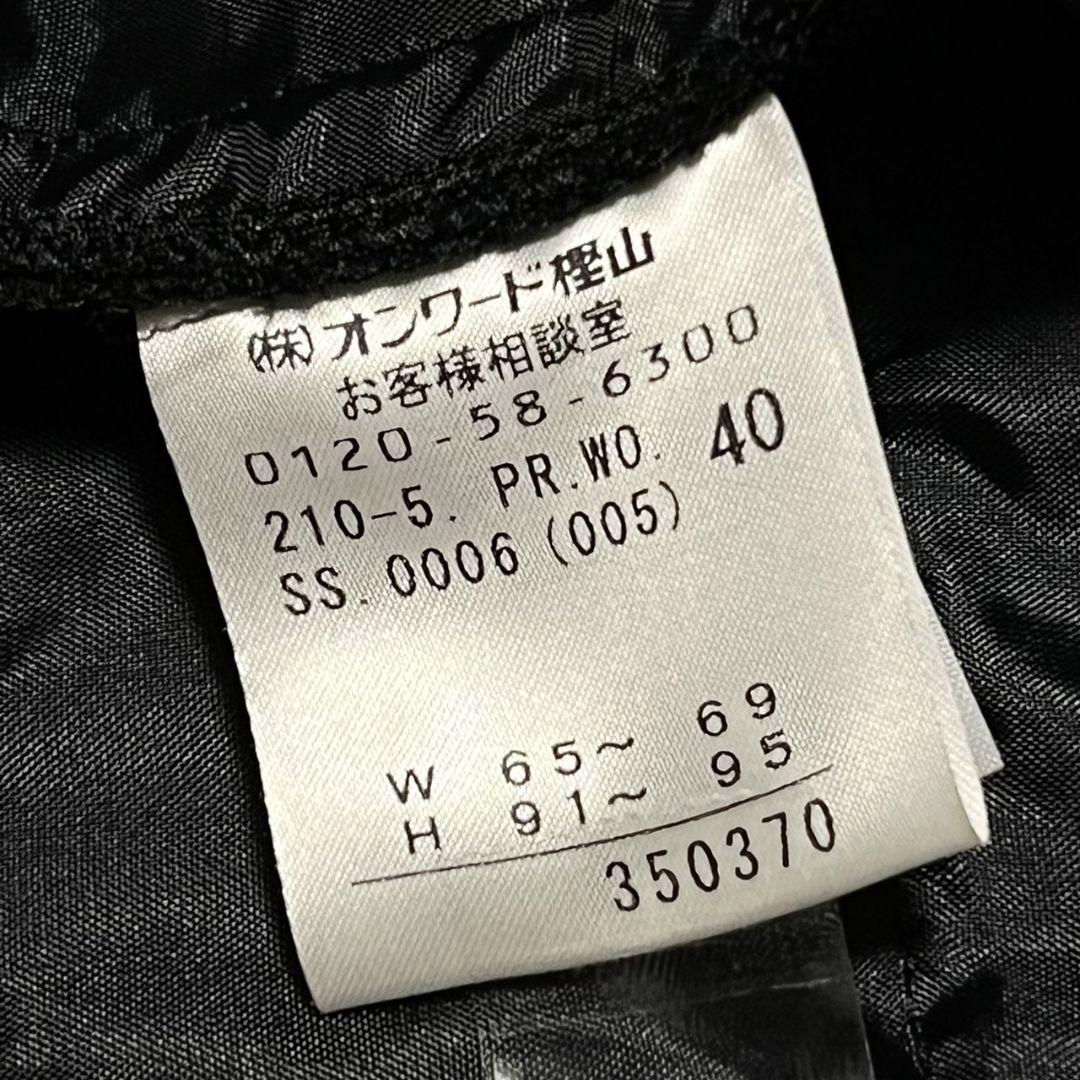 (株)オンワード樫山
お客様相談室
0120-58-6300
210-5. PR.WO. 40
SS.0006(005)
W 65~ 69
H 91~ 95
350370